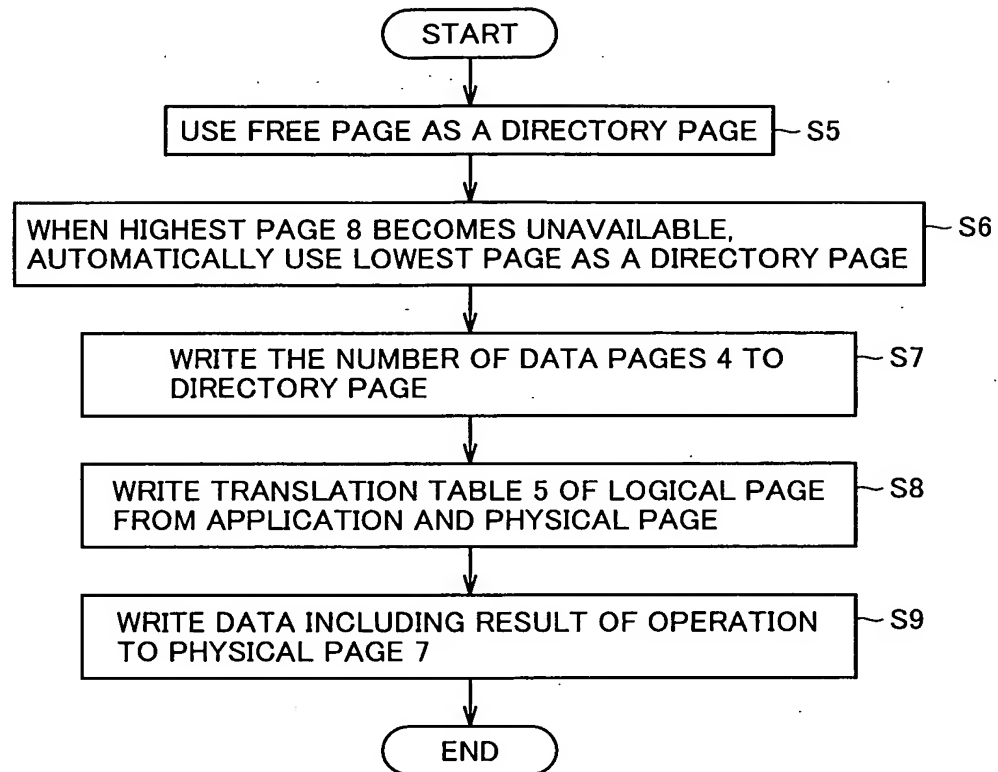 START
USE FREE PAGE AS A DIRECTORY PAGE
S5
WHEN HIGHEST PAGE 8 BECOMES UNAVAILABLE,
AUTOMATICALLY USE LOWEST PAGE AS A DIRECTORY PAGE
S6
WRITE THE NUMBER OF DATA PAGES 4 TO
DIRECTORY PAGE
S7
WRITE TRANSLATION TABLE 5 OF LOGICAL PAGE
FROM APPLICATION AND PHYSICAL PAGE
S8
WRITE DATA INCLUDING RESULT OF OPERATION
TO PHYSICAL PAGE 7
S9
END